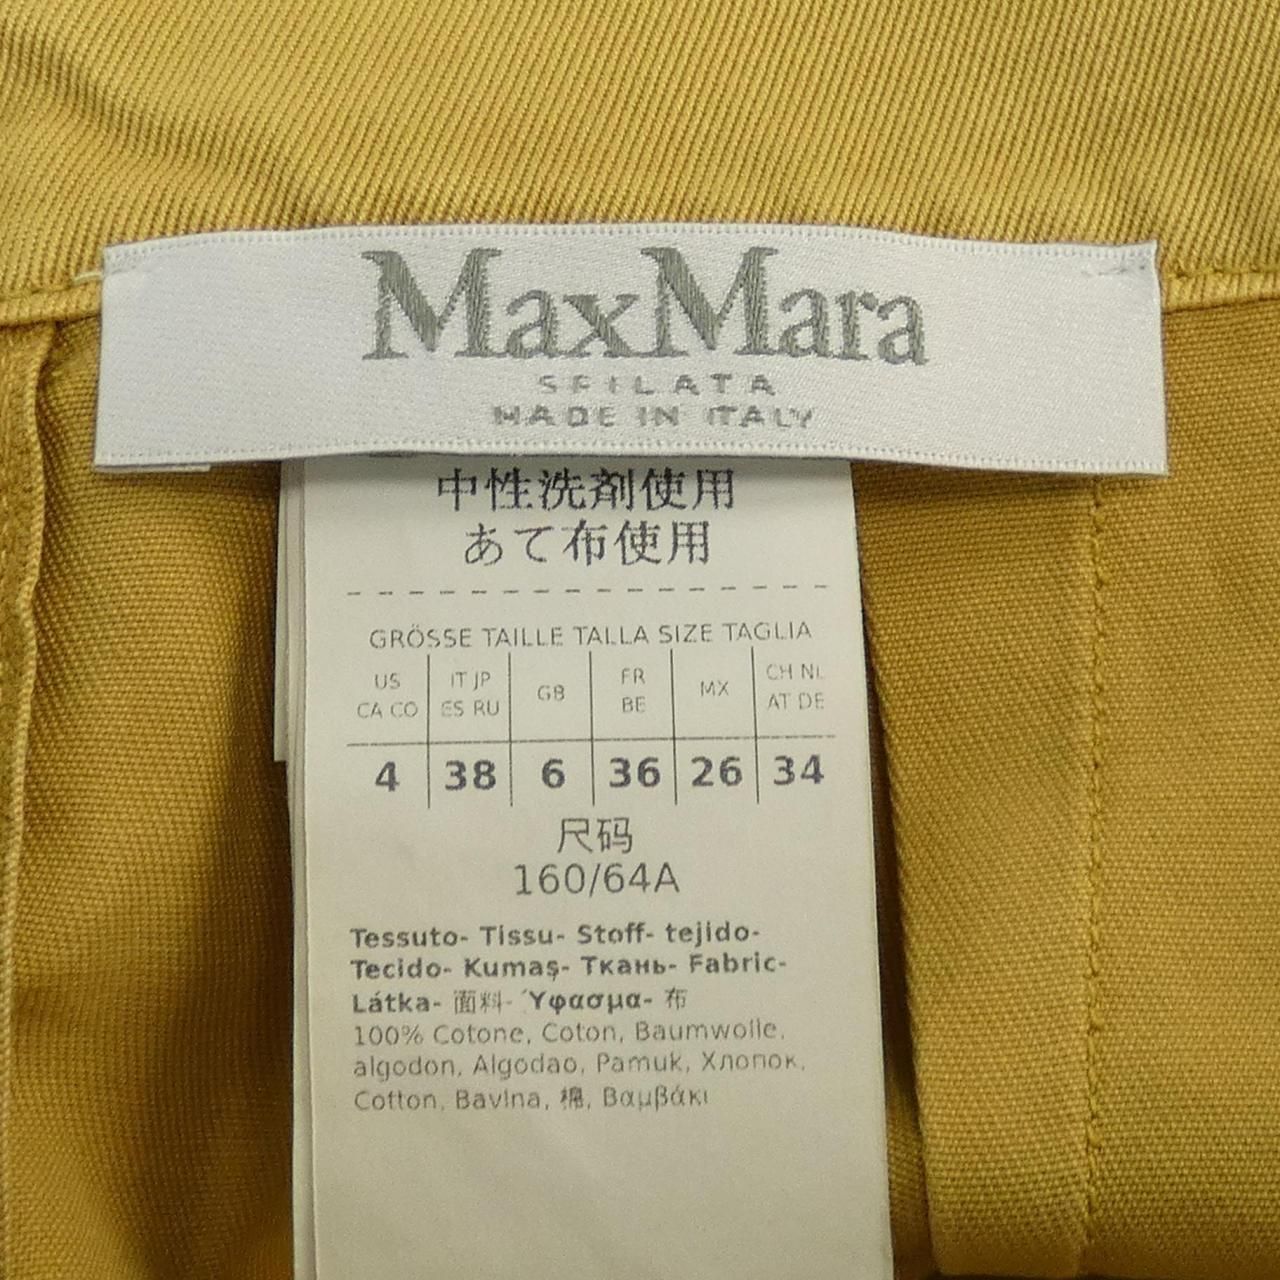 MaxMara
SFILATA
MADE IN ITALY
中性洗剤使用
あて布使用
GRÖSSE TAILLE TALLA SIZE TAGLIA
US CA CO | IT JP ES RU | GB | FR BE | MX | CH NL AT DE
4 | 38 | 6 | 36 | 26 | 34
尺码
160/64A
Tessuto- Tissu- Stoff- tejido-
Tecido- Kumaş- Ткань- Fabric-
Látka- 面料- Ύφασμα- 布
100% Cotone, Coton, Baumwolle,
algodon, Algodao, Pamuk, Хлопок,
Cotton, Bavlna, 棉, Βαμβάκι